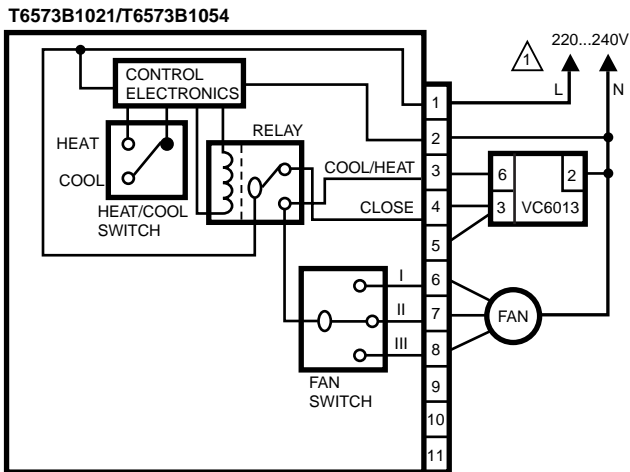 T6573B1021/T6573B1054
220...240V
1
L
N
CONTROL
ELECTRONICS
1
RELAY
2
HEAT
COOL/HEAT
3
6
2
COOL
CLOSE
4
3
VC6013
HEAT/COOL
SWITCH
5
I
6
II
7
FAN
III
8
FAN
SWITCH
9
10
11